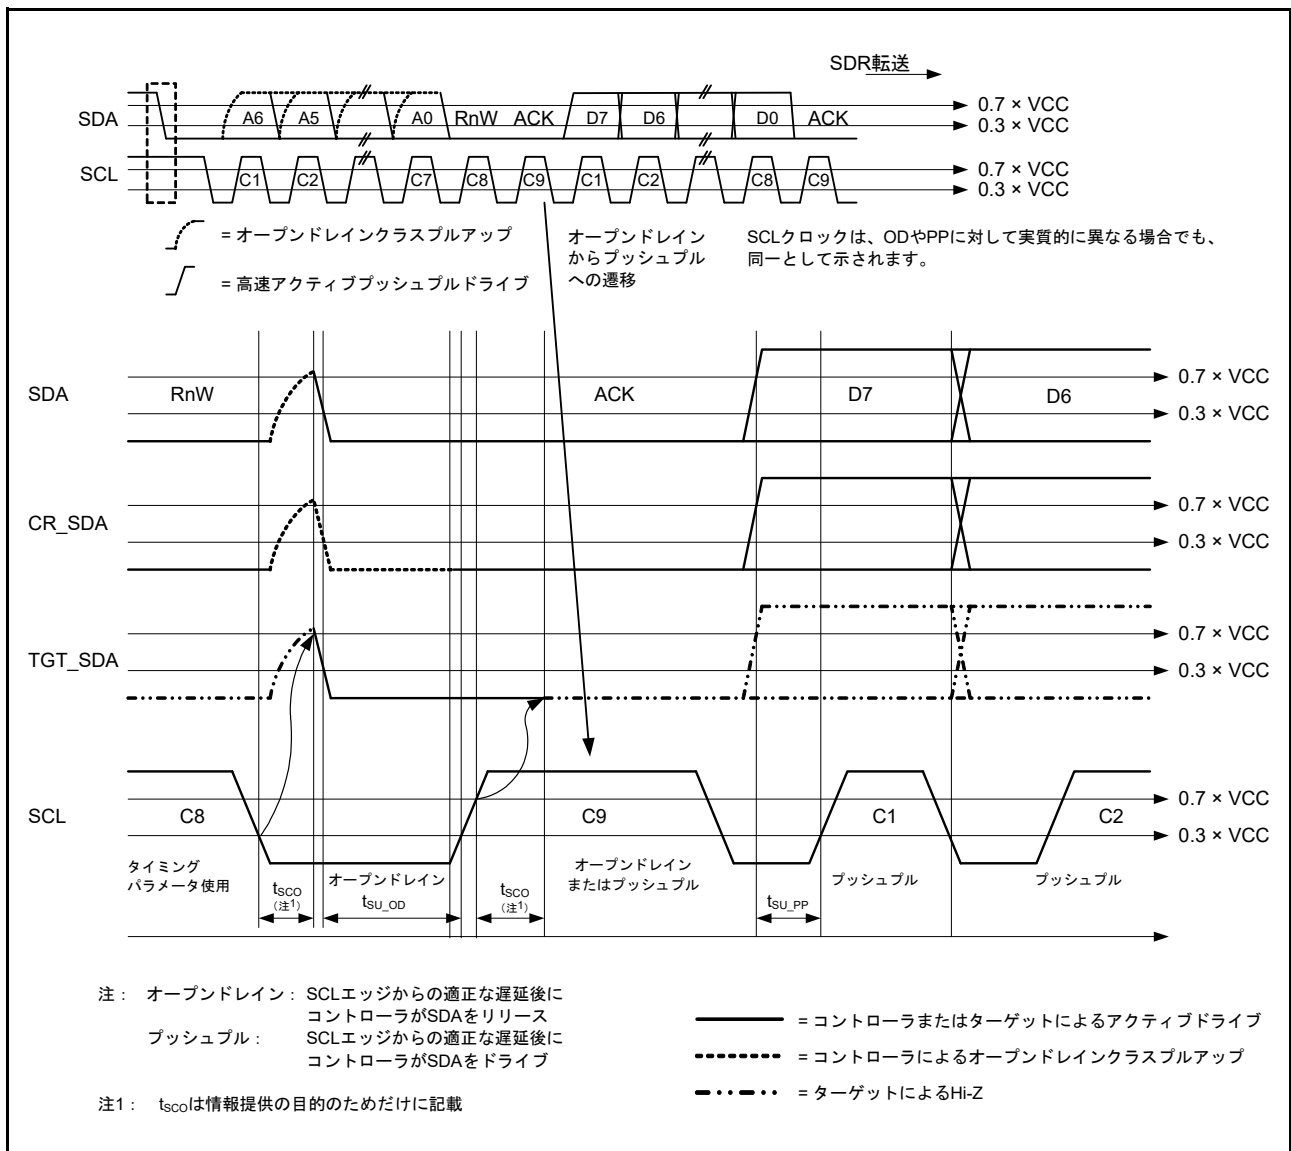 SDR転送
SDA
A6 A5 A0 RnW ACK D7 D6 D0 ACK
0.7 × VCC
0.3 × VCC
SCL
C1 C2 C7 C8 C9 C1 C2 C8 C9
0.7 × VCC
0.3 × VCC
= オープンドレインクラスプルアップ
= 高速アクティブプッシュプルドライブ
オープンドレイン
からプッシュプル
への遷移
SCLクロックは、ODやPPに対して実質的に異なる場合でも、
同一として示されます。
SDA
RnW ACK D7 D6
0.7 × VCC
0.3 × VCC
CR_SDA
0.7 × VCC
0.3 × VCC
TGT_SDA
0.7 × VCC
0.3 × VCC
SCL
C8 C9 C1 C2
0.7 × VCC
0.3 × VCC
タイミング
パラメータ使用
tSCO
(注1)
オープンドレイン
tSU_OD
tSCO
(注1)
オープンドレイン
またはプッシュプル
tSU_PP
プッシュプル
プッシュプル
注： オープンドレイン： SCLエッジからの適正な遅延後に
コントローラがSDAをリリース
プッシュプル： SCLエッジからの適正な遅延後に
コントローラがSDAをドライブ
注1： tSCOは情報提供の目的のためだけに記載
= コントローラまたはターゲットによるアクティブドライブ
= コントローラによるオープンドレインクラスプルアップ
= ターゲットによるHi-Z